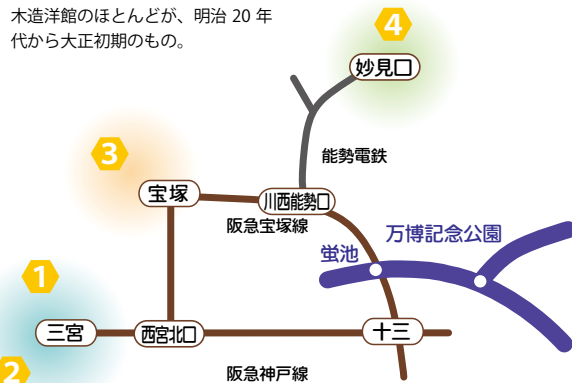 木造洋館のほとんどが、明治 20 年
代から大正初期のもの。
4
妙見口
能勢電鉄
3
宝塚
川西能勢口
阪急宝塚線
万博記念公園
蛍池
1
三宮
西宮北口
十三
2
阪急神戸線